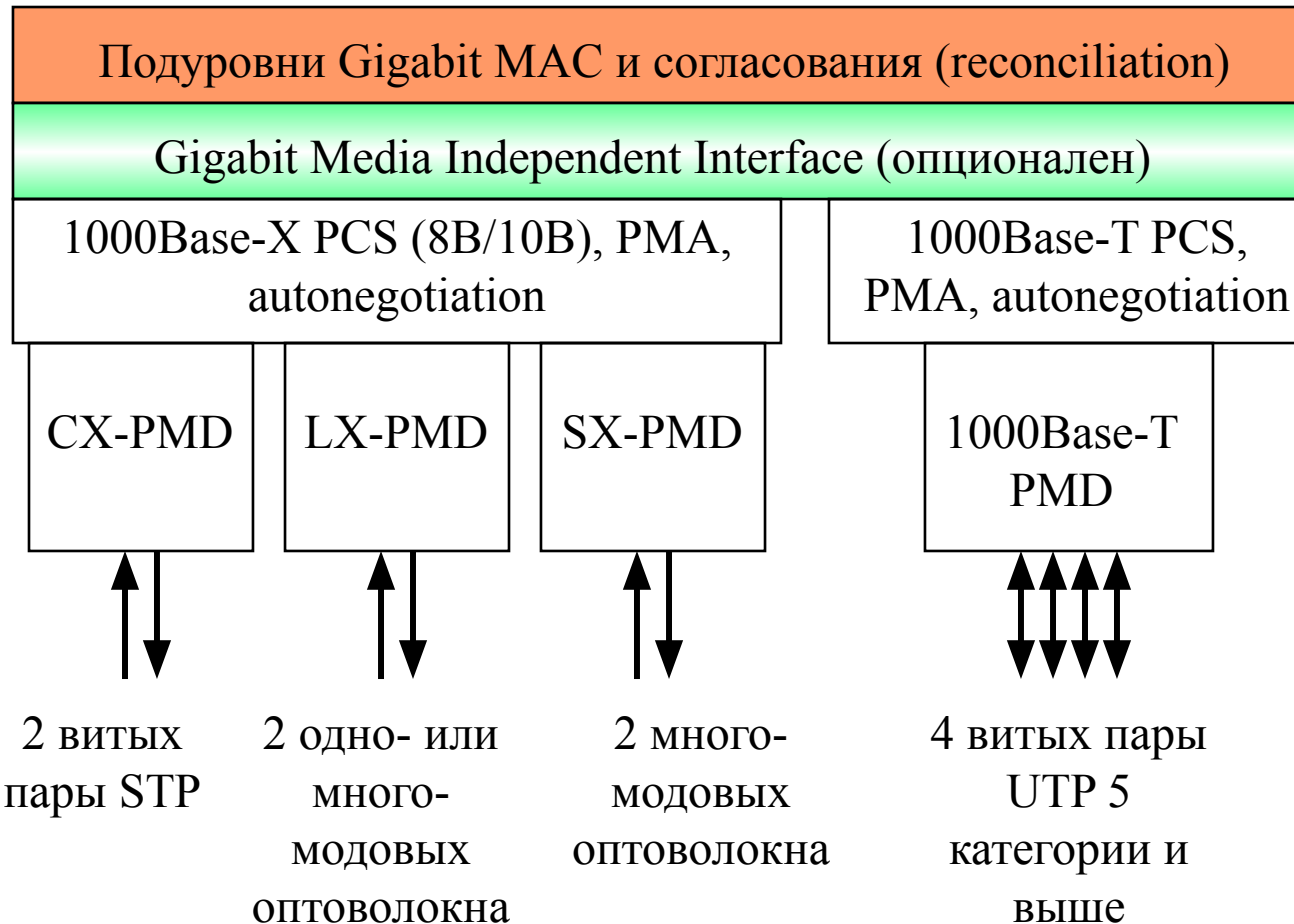 Подуровни Gigabit MAC и согласования (reconciliation)
Gigabit Media Independent Interface (опционален)
1000Base-X PCS (8B/10B), PMA,
autonegotiation
1000Base-T PCS,
PMA, autonegotiation
CX-PMD
LX-PMD
SX-PMD
1000Base-T
PMD
2 витых
пары STP
2 одно- или
много-
модовых
оптоволокна
2 много-
модовых
оптоволокна
4 витых пары
UTP 5
категории и
выше